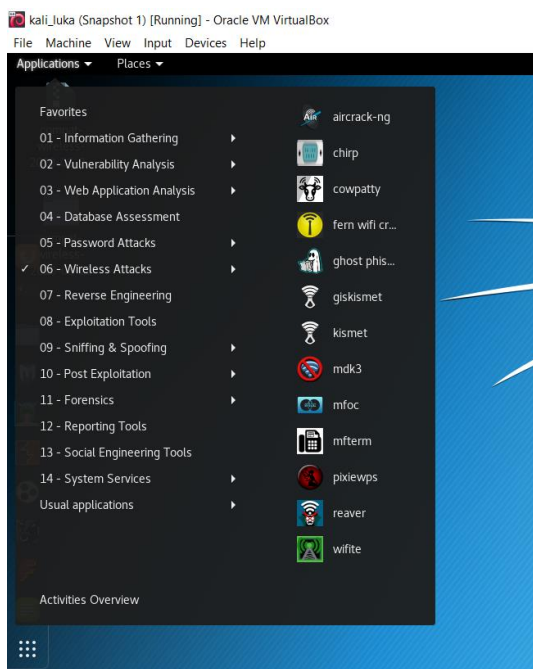 kali_luka (Snapshot 1) [Running] - Oracle VM VirtualBox
File Machine View Input Devices Help
Applications Places
Favorites
01 - Information Gathering
02 - Vulnerability Analysis
03 - Web Application Analysis
04 - Database Assessment
05 - Password Attacks
06 - Wireless Attacks
07 - Reverse Engineering
08 - Exploitation Tools
09 - Sniffing & Spoofing
10 - Post Exploitation
11 - Forensics
12 - Reporting Tools
13 - Social Engineering Tools
14 - System Services
Usual applications
Activities Overview
aircrack-ng
chirp
cowpatty
fern wifi cr...
ghost phis...
giskismet
kismet
mdk3
mfoc
mfterm
pixiewps
reaver
wifite